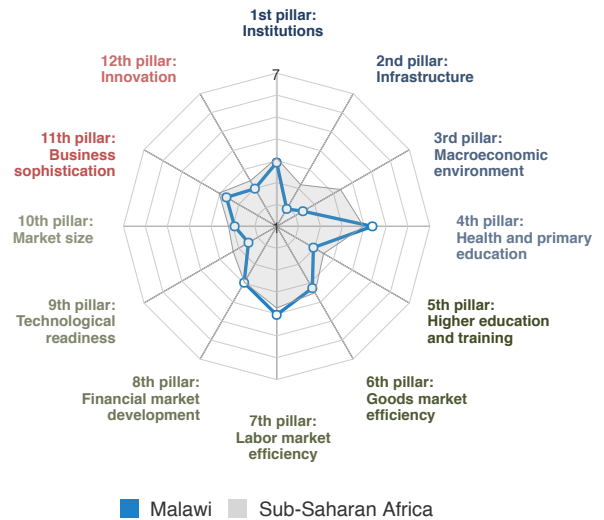 1st pillar:
Institutions
2nd pillar:
Infrastructure
3rd pillar:
Macroeconomic
environment
4th pillar:
Health and primary
education
5th pillar:
Higher education
and training
6th pillar:
Goods market
efficiency
7th pillar:
Labor market
efficiency
8th pillar:
Financial market
development
9th pillar:
Technological
readiness
10th pillar:
Market size
11th pillar:
Business
sophistication
12th pillar:
Innovation
7
1
Malawi
Sub-Saharan Africa